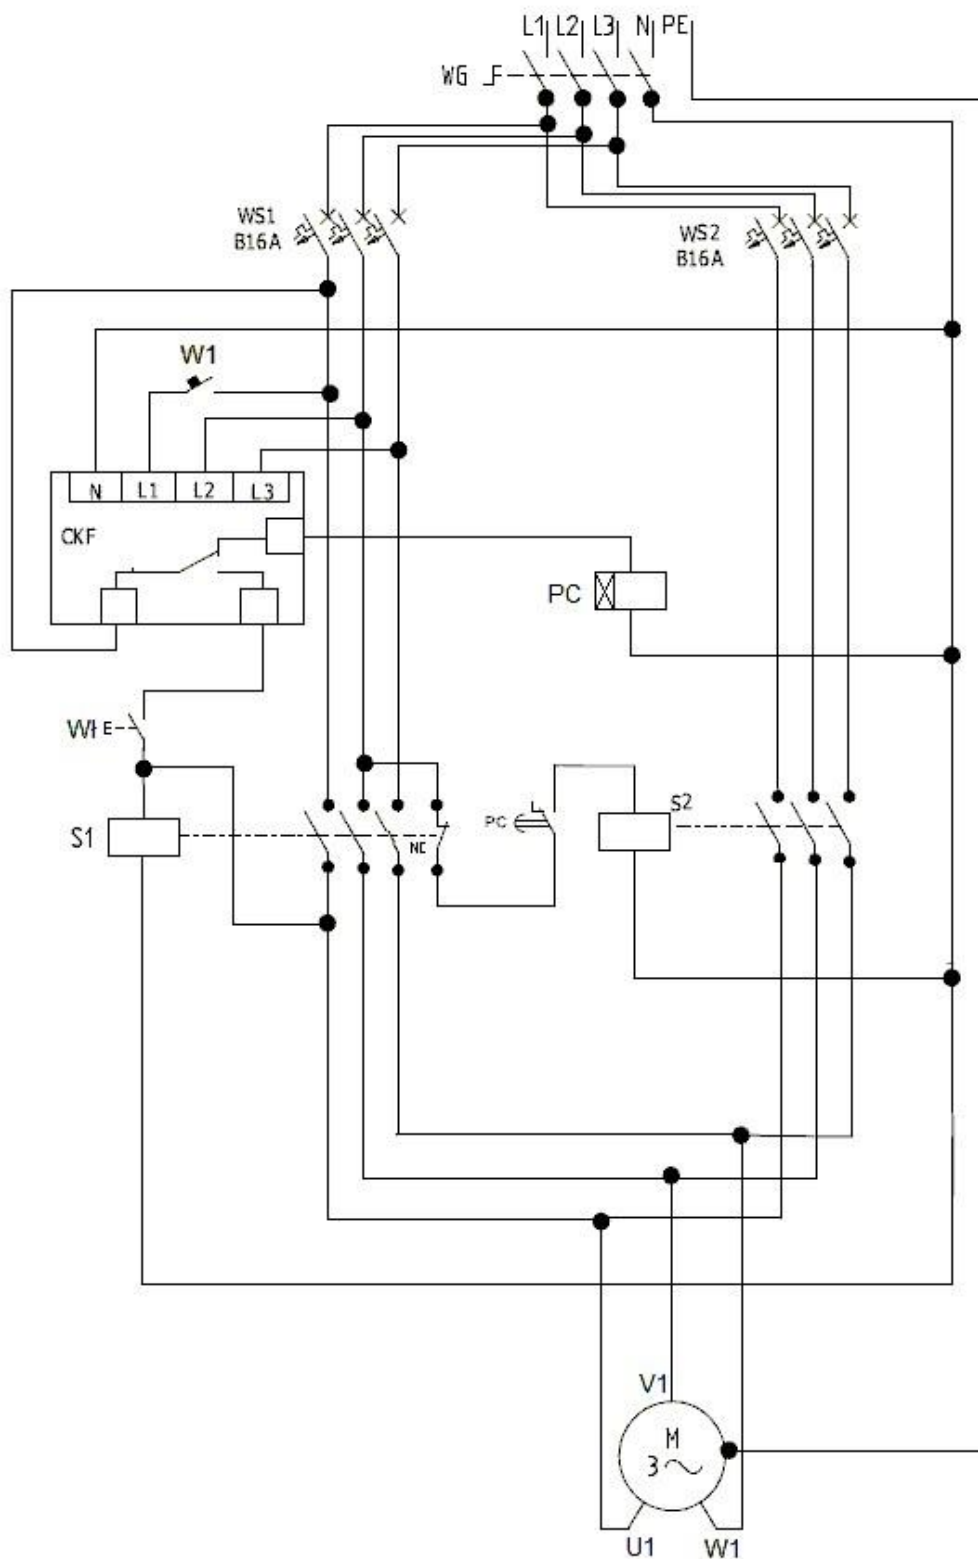 L1 L2 L3 N PE
WG
WS1
B16A
WS2
B16A
W1
N L1 L2 L3
CKF
PC
S1
NC
PC
S2
V1
M
3
U1 W1